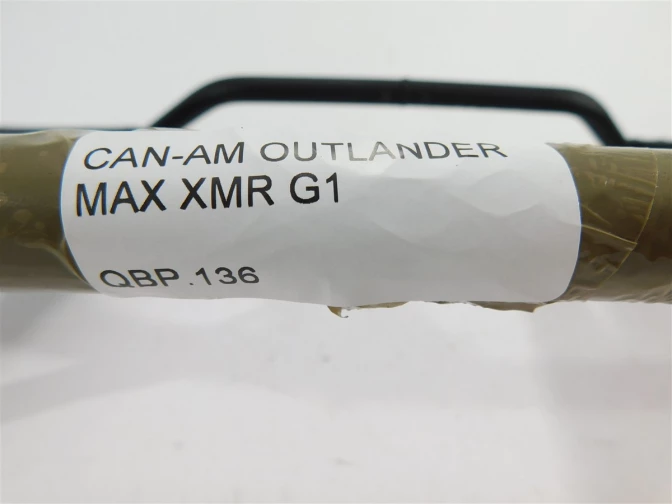 CAN-AM OUTLANDER
MAX XMR G1
QBP.136